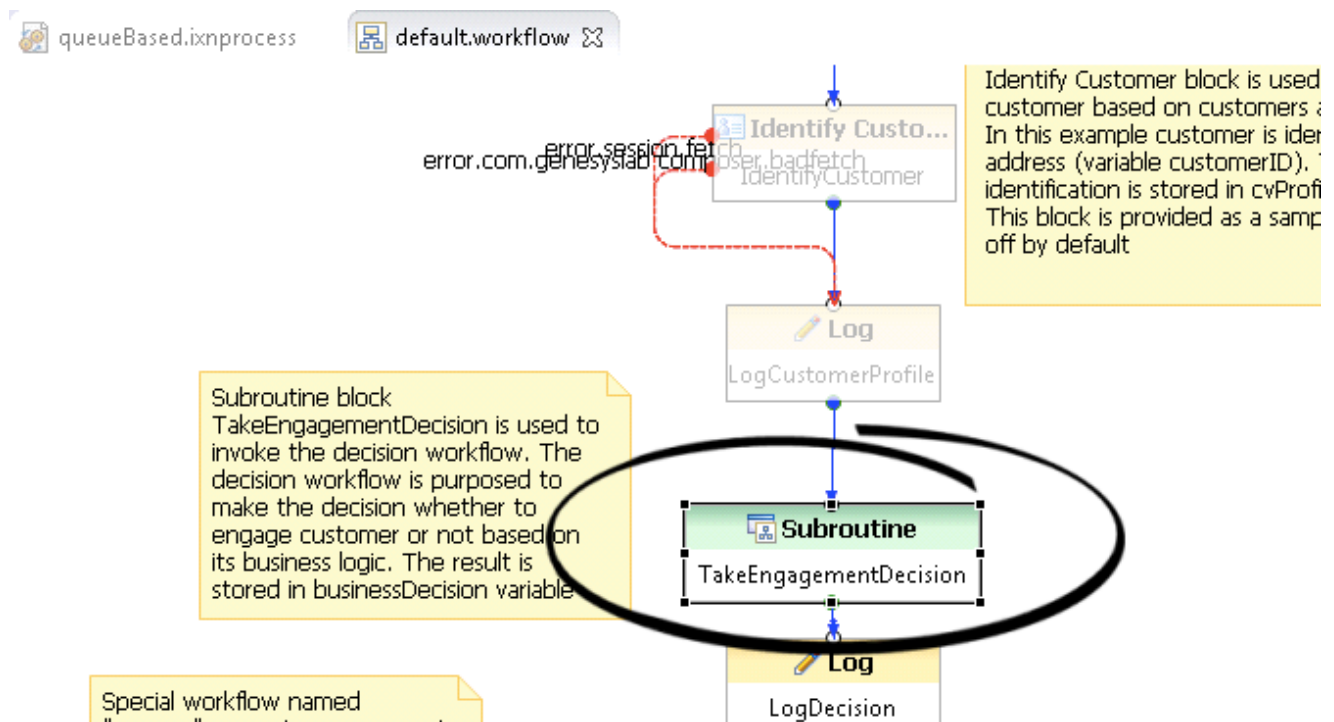 queueBased.ixnprocess
default.workflow
Identify Customer block is used
customer based on customers
In this example customer is
address (variable customerID).
identification is stored in
This block is provided as a
off by default
Identify Custo...
IdentifyCustomer
error.session.fetch
error.com.genesyslab.composer.badfetch
Log
LogCustomerProfile
Subroutine block
TakeEngagementDecision is used to
invoke the decision workflow. The
decision workflow is purposed to
make the decision whether to
engage customer or not based on
its business logic. The result is
stored in businessDecision variable
Subroutine
TakeEngagementDecision
Log
LogDecision
Special workflow named